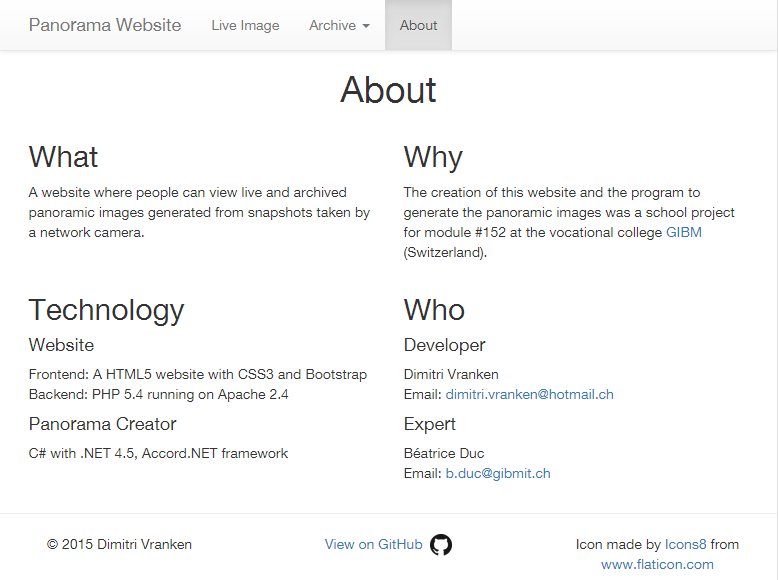 Panorama Website Live Image Archive About
About
What
A website where people can view live and archived
panoramic images generated from snapshots taken by
a network camera.
Why
The creation of this website and the program to
generate the panoramic images was a school project
for module #152 at the vocational college GIBM
(Switzerland).
Technology
Website
Frontend: A HTML5 website with CSS3 and Bootstrap
Backend: PHP 5.4 running on Apache 2.4
Panorama Creator
C# with .NET 4.5, Accord.NET framework
Who
Developer
Dimitri Vranken
Email: dimitri.vranken@hotmail.ch
Expert
Béatrice Duc
Email: b.duc@gibmit.ch
© 2015 Dimitri Vranken
View on GitHub
Icon made by Icons8 from
www.flaticon.com